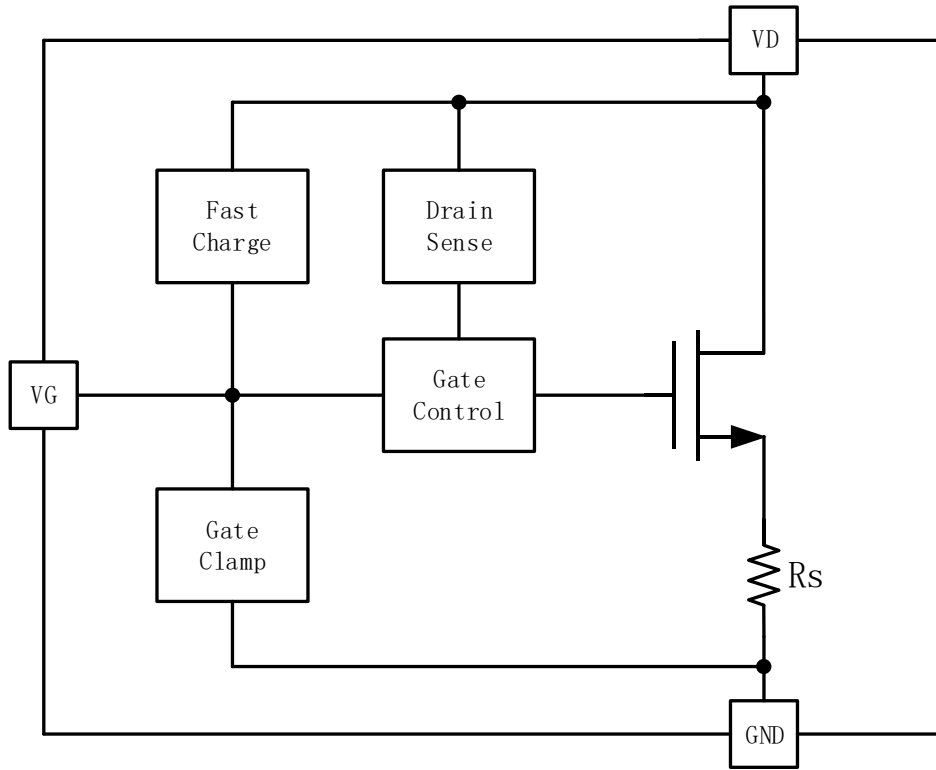 VD
Fast
Charge
Drain
Sense
VG
Gate
Control
Gate
Clamp
Rs
GND